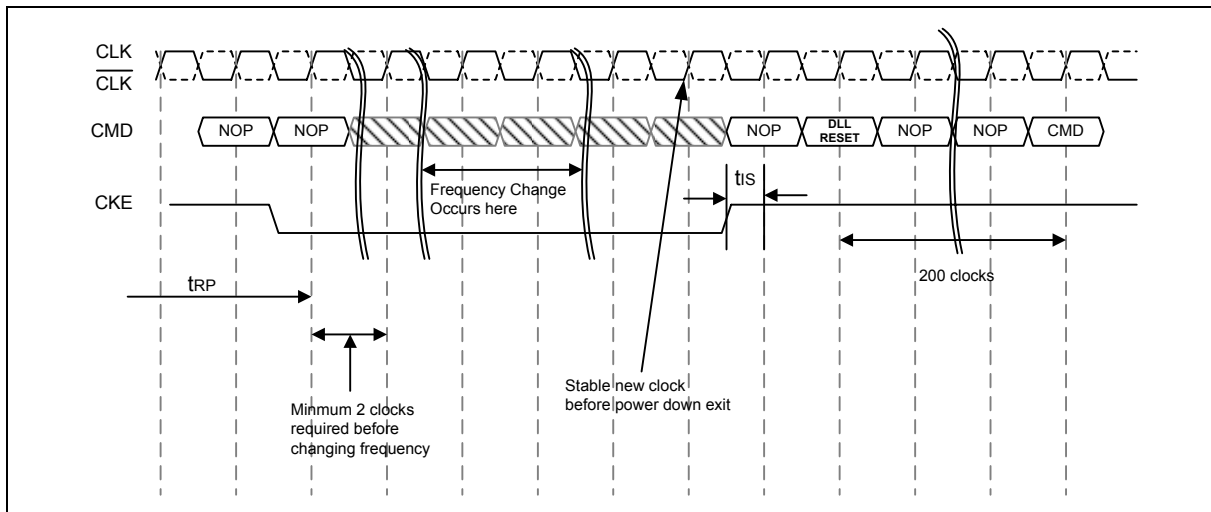 CLK
CLK
CMD
NOP
NOP
NOP
DLL
RESET
NOP
NOP
CMD
tIS
Frequency Change
Occurs here
CKE
200 clocks
tRP
Stable new clock
before power down exit
Minmum 2 clocks
required before
changing frequency